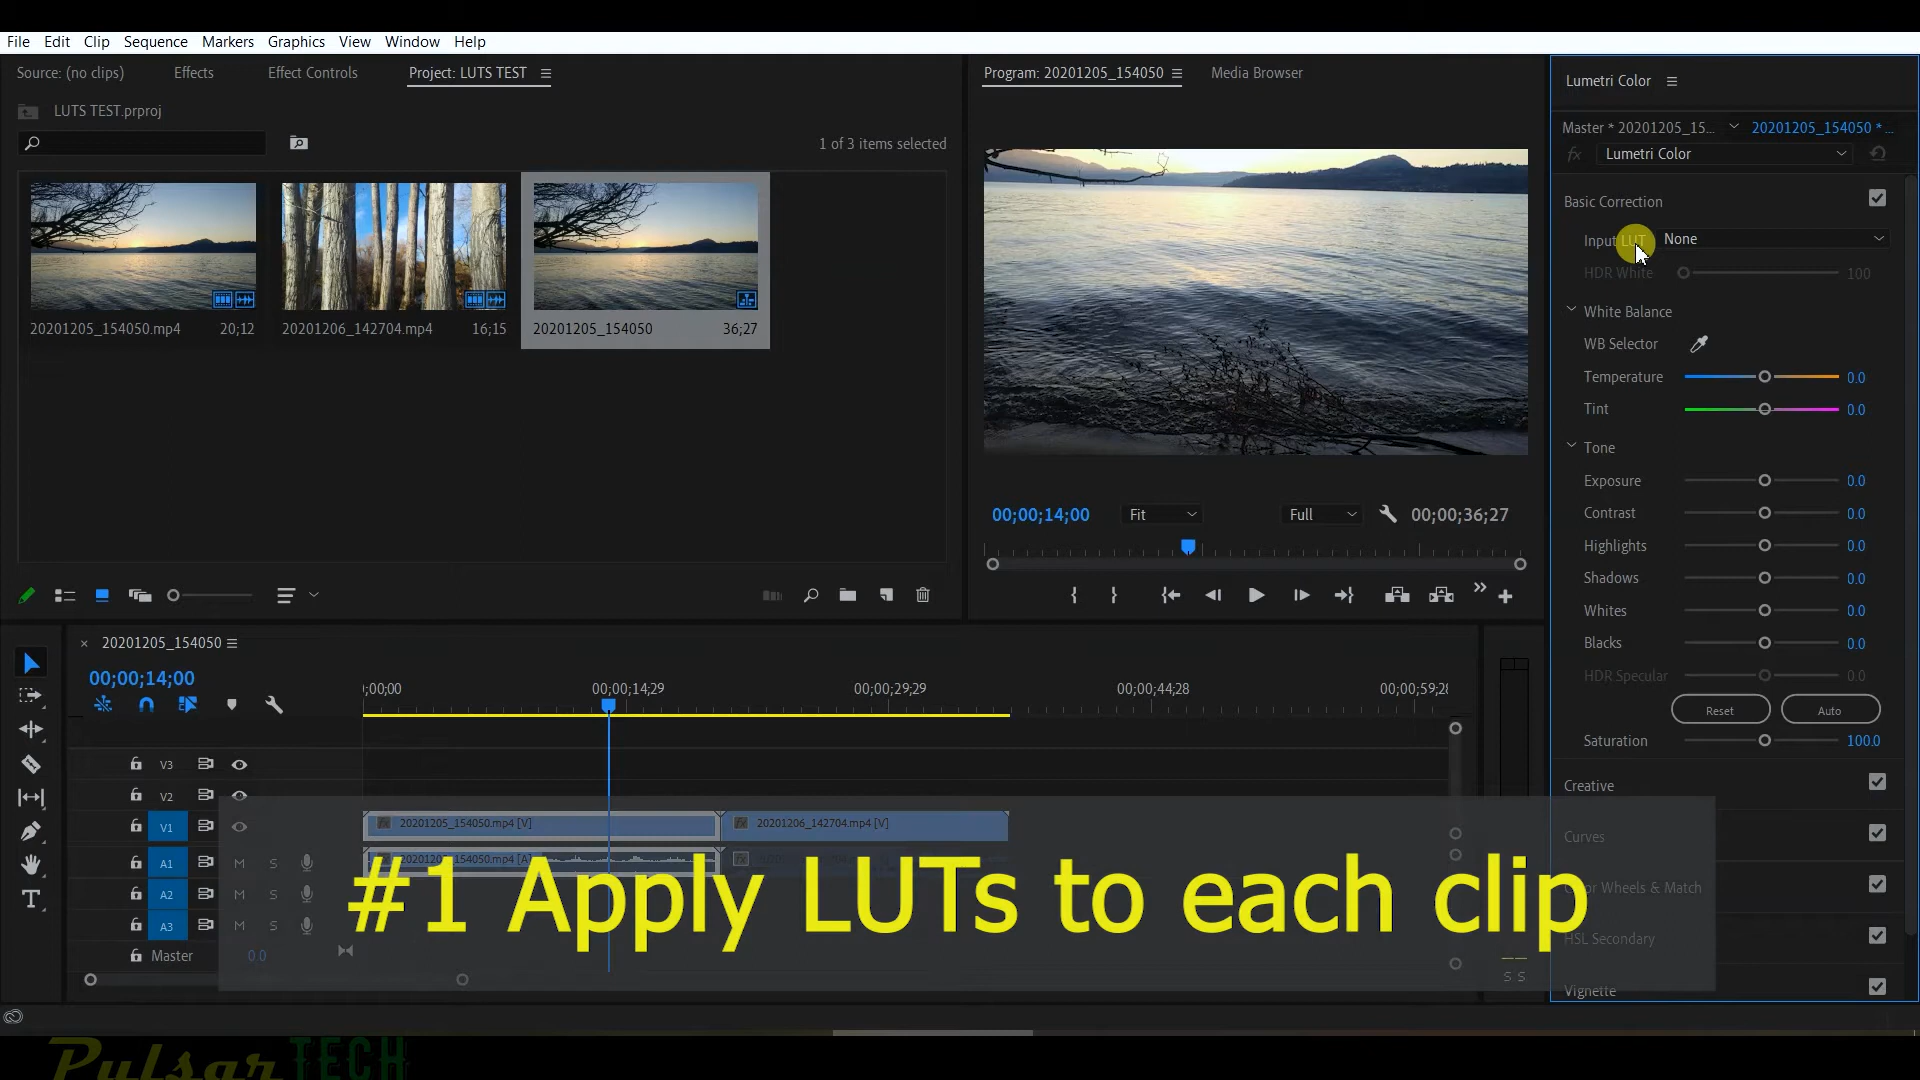 File Edit Clip Sequence Markers Graphics View Window Help
Source: (no clips) Effects Effect Controls Project: LUTS TEST
Program: 20201205_154050 Media Browser
Lumetri Color
LUTS TEST.prproj
1 of 3 items selected
20201205_154050.mp4 20;12
20201206_142704.mp4 16;15
20201205_154050 36;27
00;00;14;00 Fit Full 00;00;36;27
Master * 20201205_15... 20201205_154050 * ...
fx Lumetri Color
Basic Correction
Input LUT None
HDR White 100
White Balance
WB Selector
Temperature 0.0
Tint 0.0
Tone
Exposure 0.0
Contrast 0.0
Highlights 0.0
Shadows 0.0
Whites 0.0
Blacks 0.0
HDR Specular 0.0
Reset Auto
Saturation 100.0
Creative
Curves
Color Wheels & Match
HSL Secondary
Vignette
× 20201205_154050
00;00;14;00
;00;00 00;00;14;29 00;00;29;29 00;00;44;28 00;00;59;28
V3
V2
V1 fx 20201205_154050.mp4 [V] fx 20201206_142704.mp4 [V]
A1 M S
A2 M S
A3 M S
Master 0.0
S S
#1 Apply LUTs to each clip
Pulsar TECH